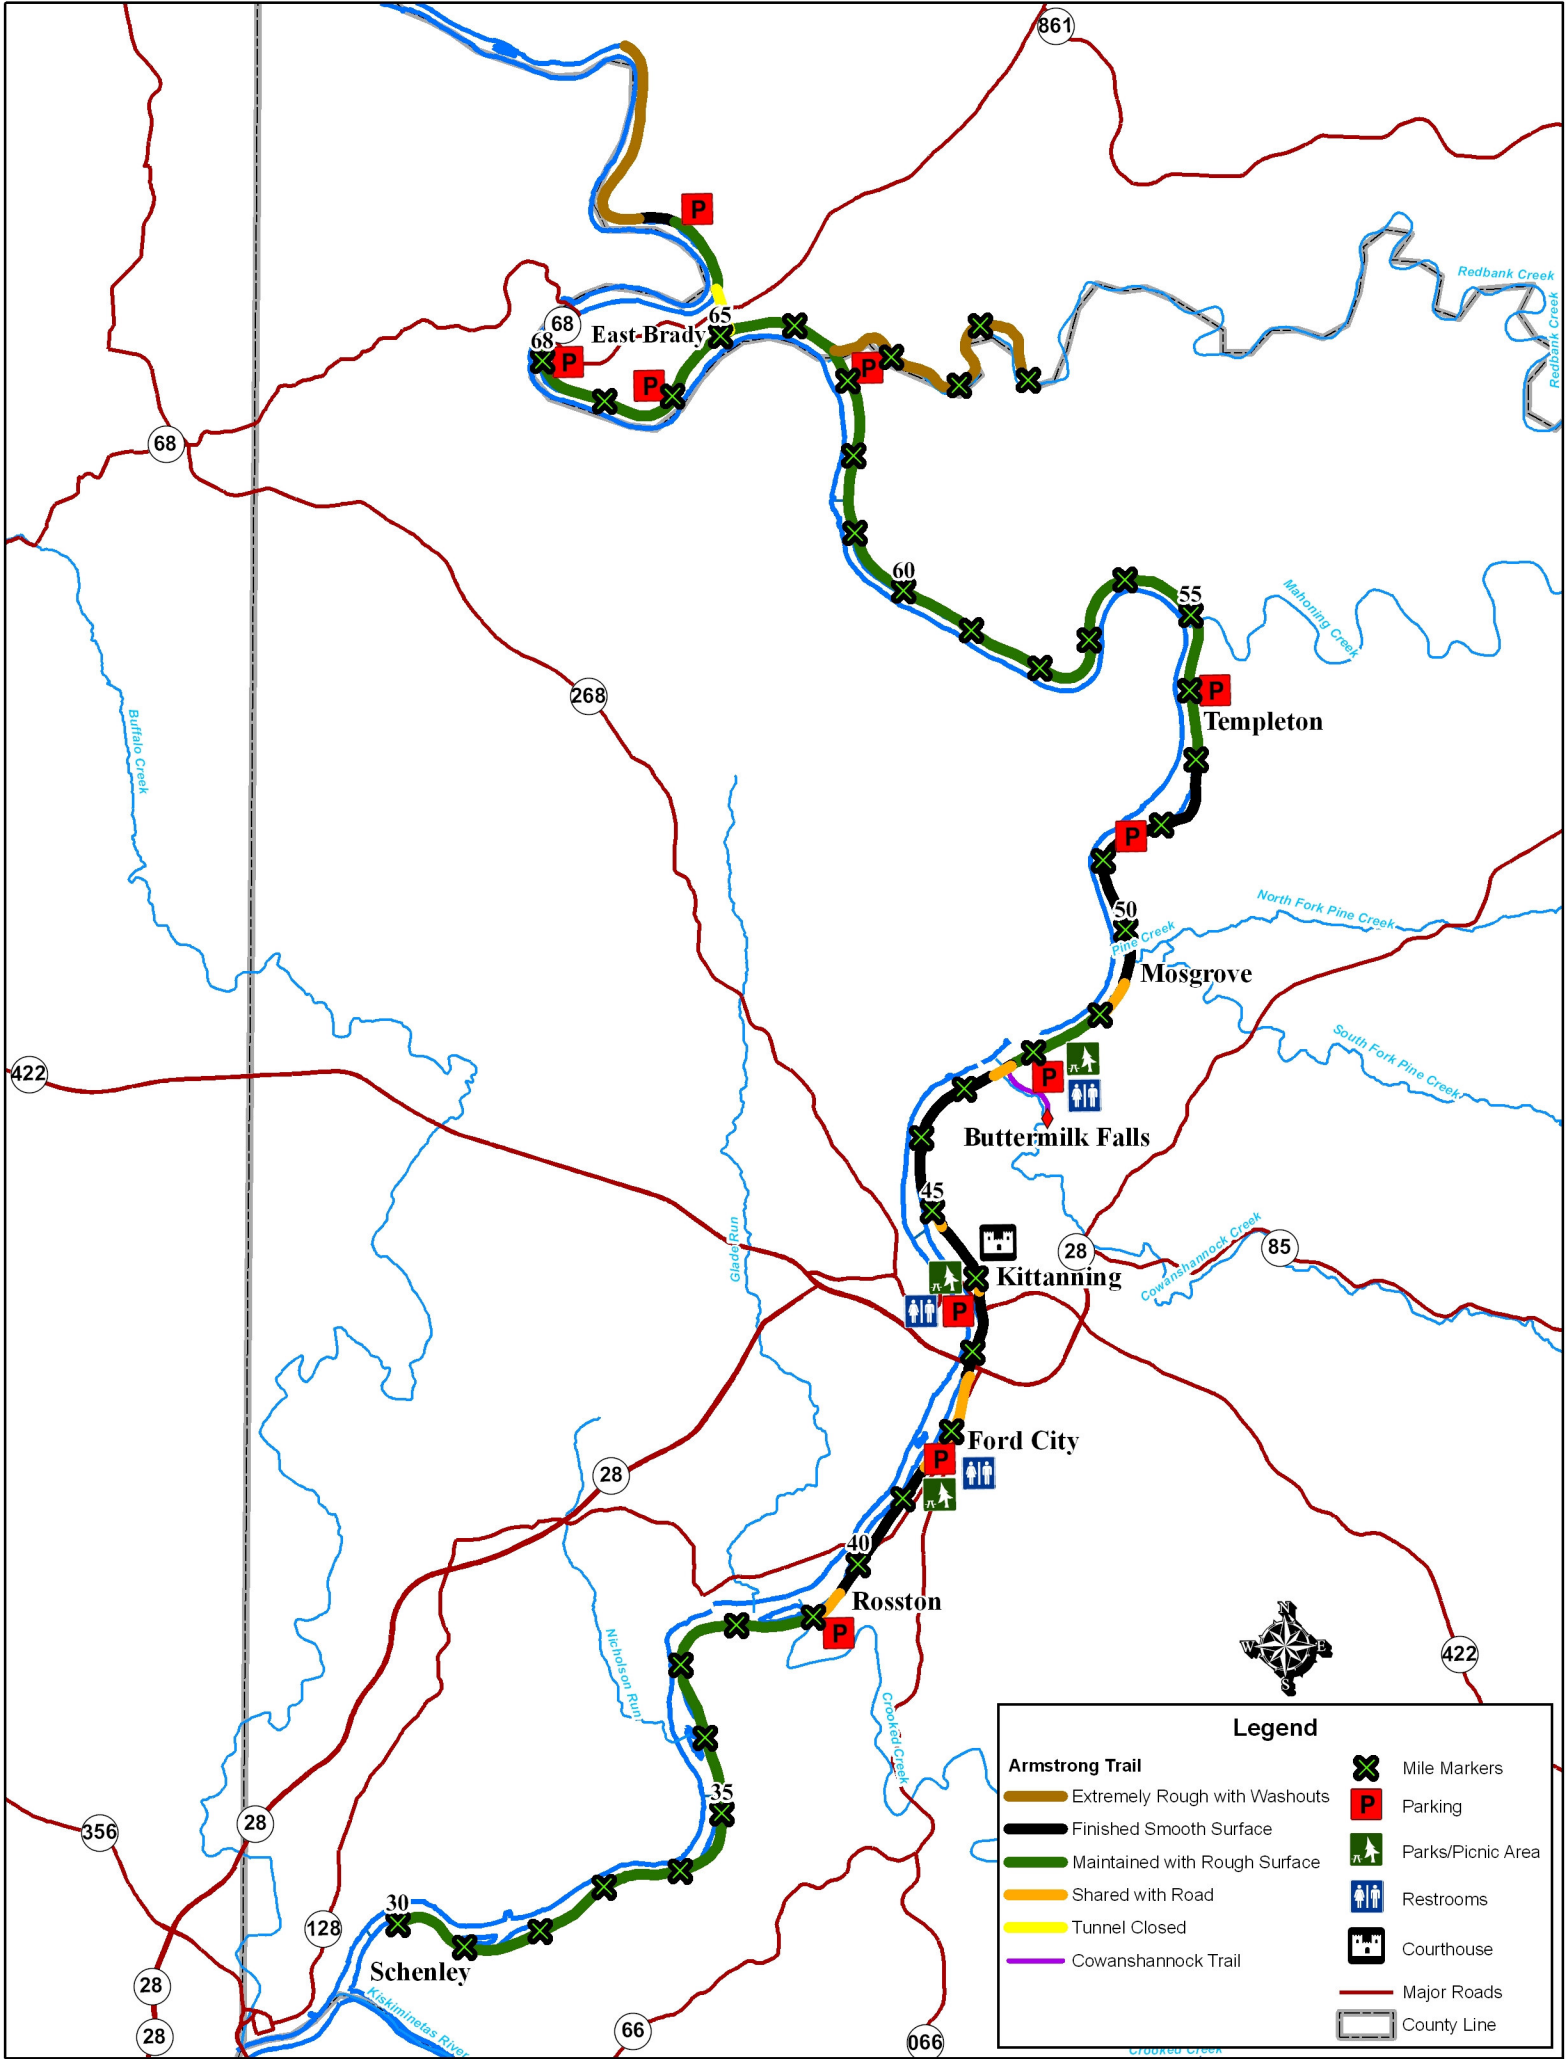 861
Redbank Creek
Redbank Creek
P
65
68
East Brady
68
P
P
P
68
60
55
Mahoning Creek
268
P
Templeton
Buffalo Creek
P
50
North Fork Pine Creek
Pine Creek
Mosgrove
South Fork Pine Creek
422
P
Buttermilk Falls
45
Glade Run
28
Cowanshannock Creek
85
Kittanning
P
Ford City
P
28
40
Rosston
P
Nicholson Run
Crooked Creek
N
W E
S
422
35
28
356
30
128
Schenley
Kiskiminetas River
28
28
66
066
Crooked Creek
Legend
Armstrong Trail
Extremely Rough with Washouts
Finished Smooth Surface
Maintained with Rough Surface
Shared with Road
Tunnel Closed
Cowanshannock Trail
Mile Markers
P Parking
Parks/Picnic Area
Restrooms
Courthouse
Major Roads
County Line